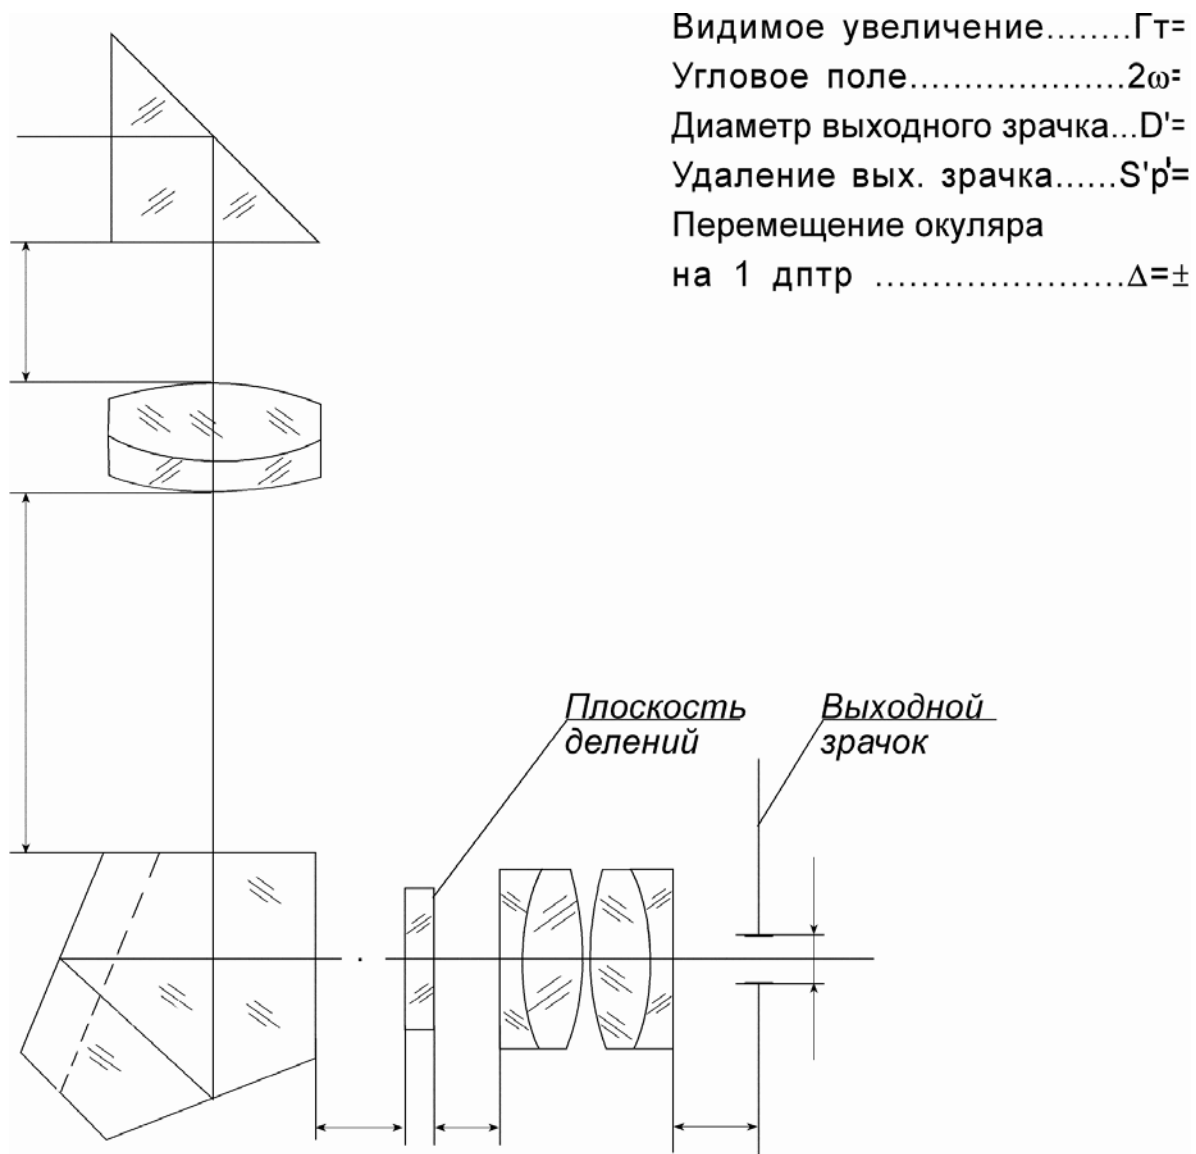 Видимое увеличение........Гт=
Угловое поле....................2ω=
Диаметр выходного зрачка...D'=
Удаление вых. зрачка......S'p'=
Перемещение окуляра
на 1 дптр .......................Δ=±
Плоскость
делений
Выходной
зрачок